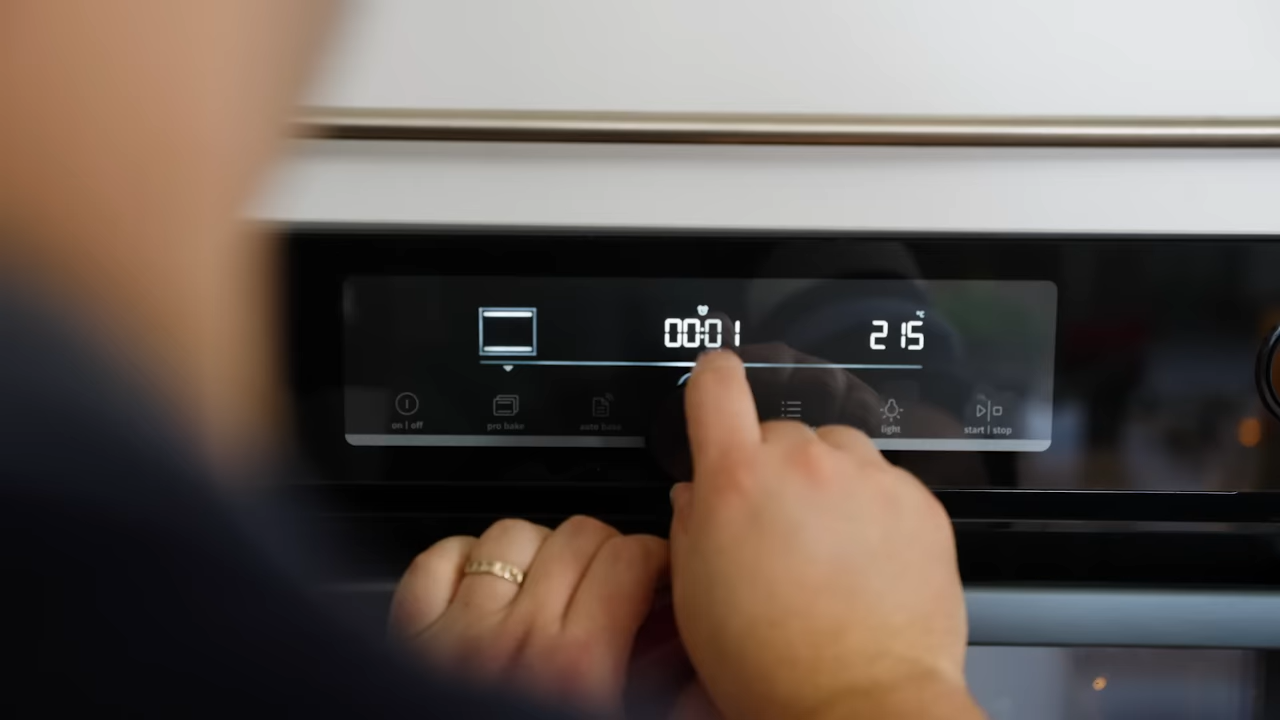 00:01
215 °C
on | off
pro bake
auto bake
light
start | stop